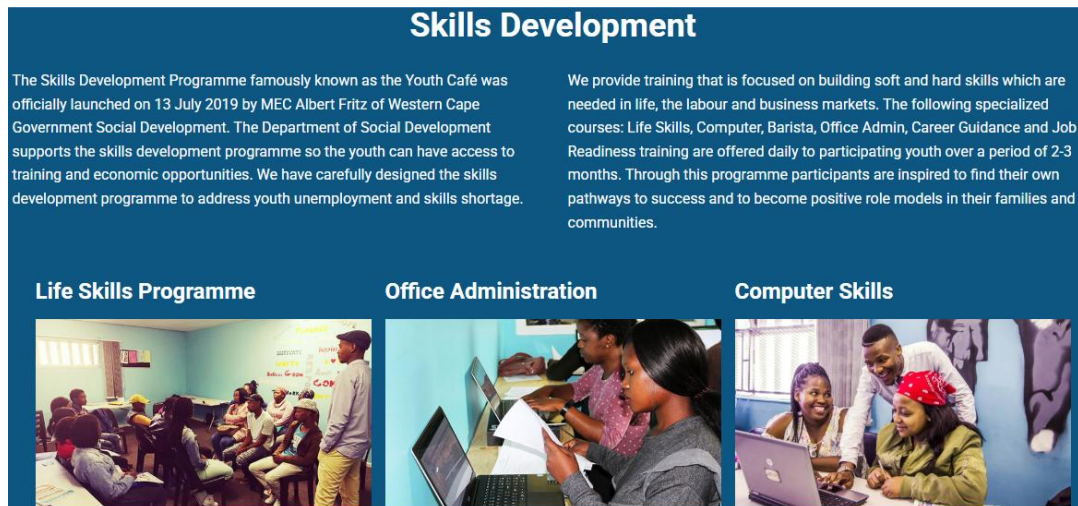 Skills Development
The Skills Development Programme famously known as the Youth Café was
officially launched on 13 July 2019 by MEC Albert Fritz of Western Cape
Government Social Development. The Department of Social Development
supports the skills development programme so the youth can have access to
training and economic opportunities. We have carefully designed the skills
development programme to address youth unemployment and skills shortage.
We provide training that is focused on building soft and hard skills which are
needed in life, the labour and business markets. The following specialized
courses: Life Skills, Computer, Barista, Office Admin, Career Guidance and Job
Readiness training are offered daily to participating youth over a period of 2-3
months. Through this programme participants are inspired to find their own
pathways to success and to become positive role models in their families and
communities.
Life Skills Programme
Office Administration
Computer Skills